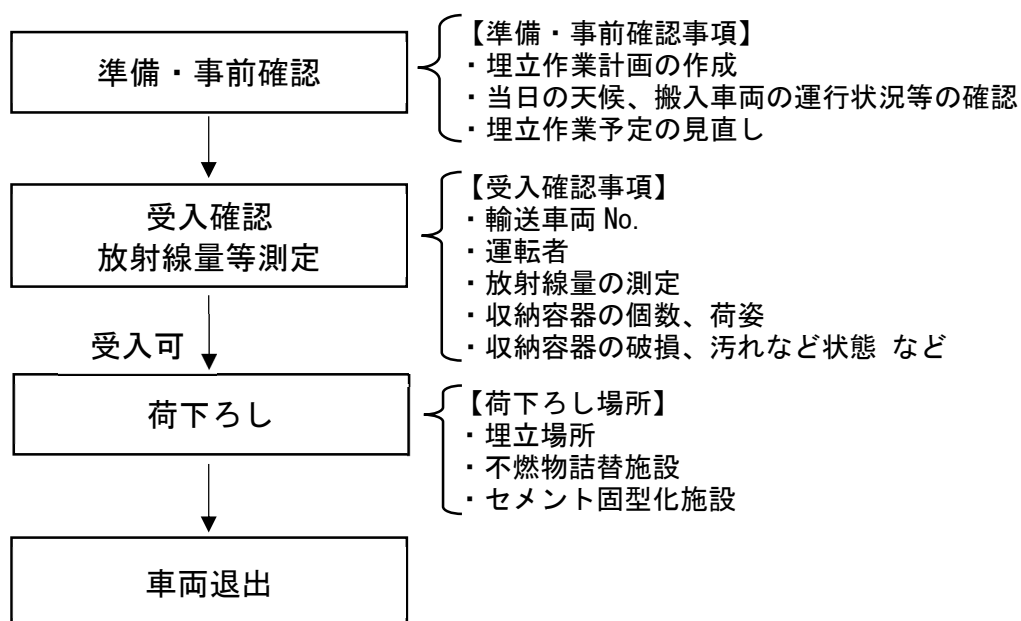 準備・事前確認
【準備・事前確認事項】
・埋立作業計画の作成
・当日の天候、搬入車両の運行状況等の確認
・埋立作業予定の見直し
受入確認
放射線量等測定
【受入確認事項】
・輸送車両 No.
・運転者
・放射線量の測定
・収納容器の個数、荷姿
・収納容器の破損、汚れなど状態 など
受入可
荷下ろし
【荷下ろし場所】
・埋立場所
・不燃物詰替施設
・セメント固型化施設
車両退出